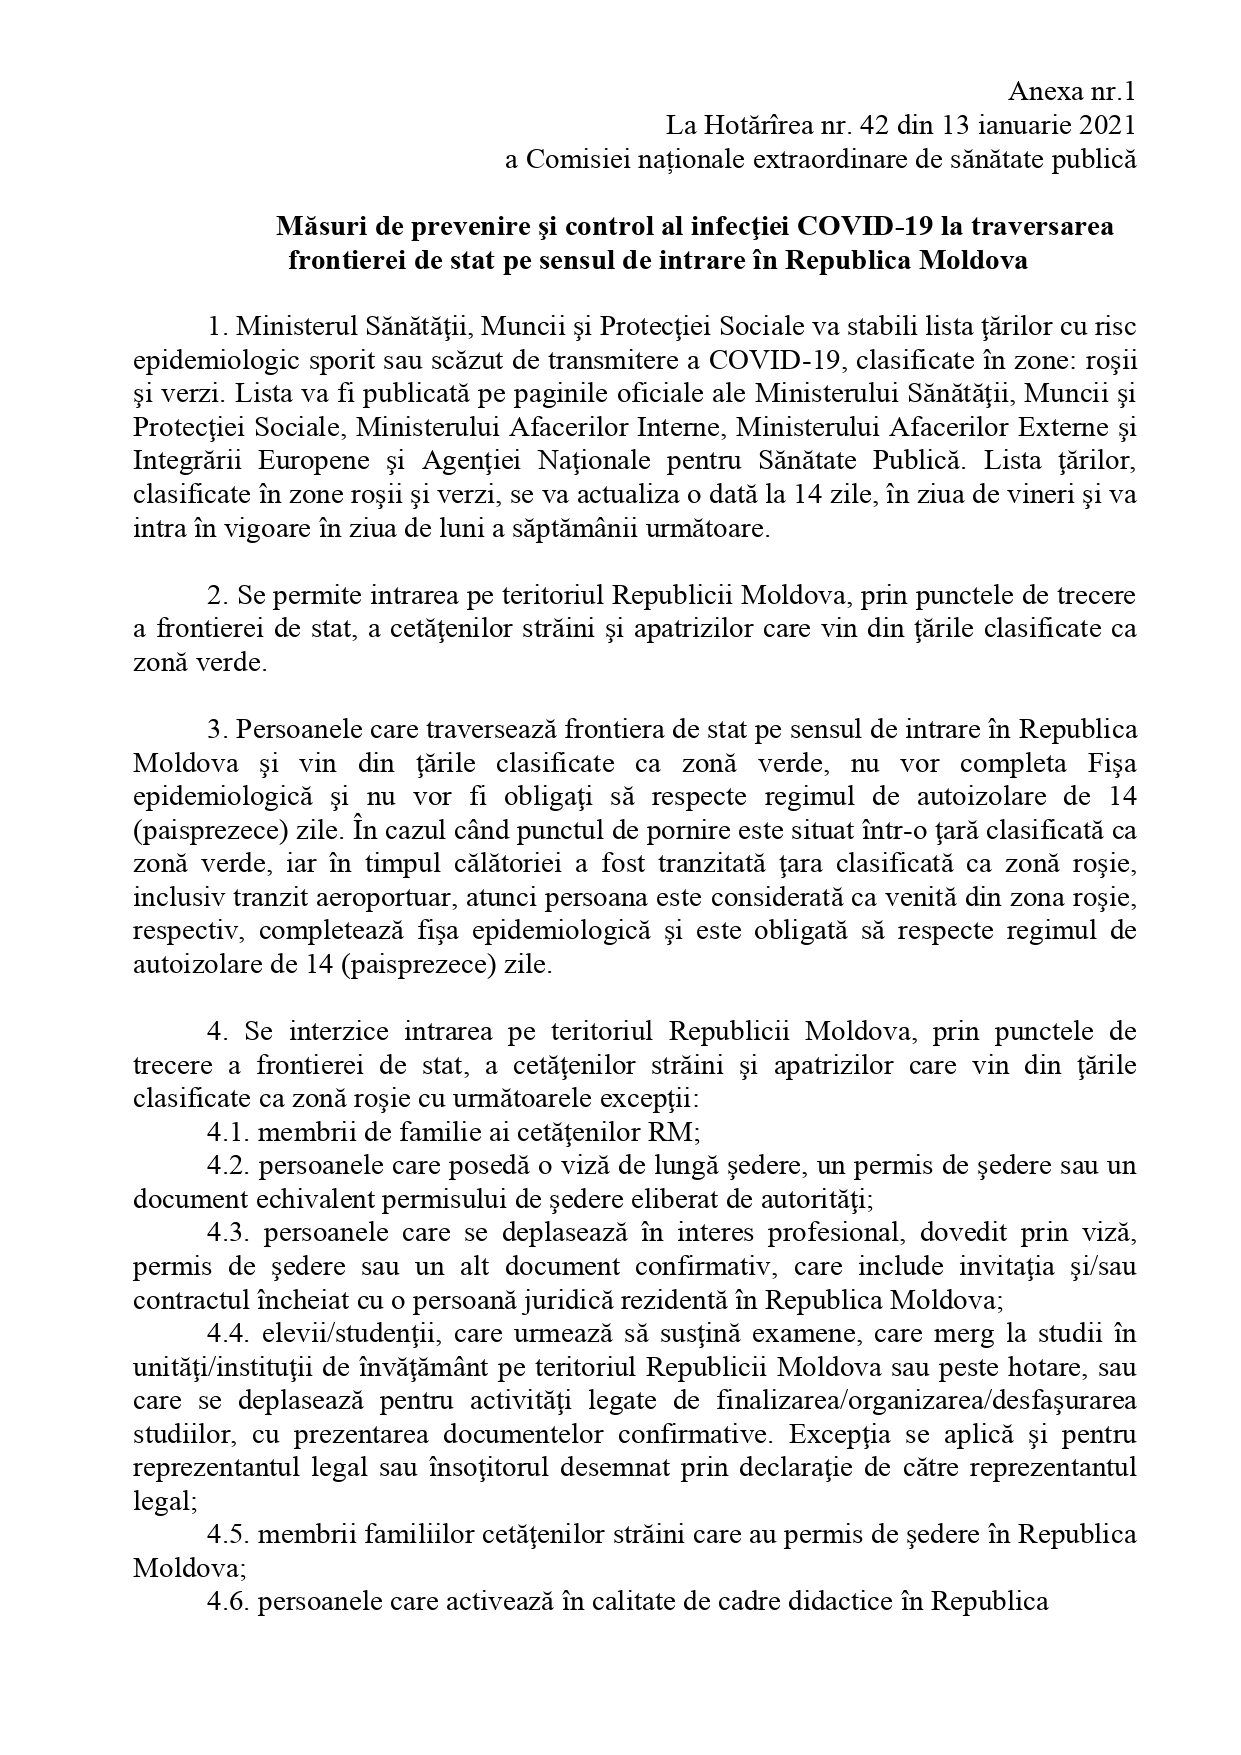 Anexa nr.1
La Hotărîrea nr. 42 din 13 ianuarie 2021
a Comisiei naționale extraordinare de sănătate publică
Măsuri de prevenire şi control al infecţiei COVID-19 la traversarea
frontierei de stat pe sensul de intrare în Republica Moldova
1. Ministerul Sănătăţii, Muncii şi Protecţiei Sociale va stabili lista ţărilor cu risc
epidemiologic sporit sau scăzut de transmitere a COVID-19, clasificate în zone: roşii
şi verzi. Lista va fi publicată pe paginile oficiale ale Ministerului Sănătăţii, Muncii şi
Protecţiei Sociale, Ministerului Afacerilor Interne, Ministerului Afacerilor Externe şi
Integrării Europene şi Agenţiei Naţionale pentru Sănătate Publică. Lista ţărilor,
clasificate în zone roşii şi verzi, se va actualiza o dată la 14 zile, în ziua de vineri şi va
intra în vigoare în ziua de luni a săptămânii următoare.
2. Se permite intrarea pe teritoriul Republicii Moldova, prin punctele de trecere
a frontierei de stat, a cetăţenilor străini şi apatrizilor care vin din ţările clasificate ca
zonă verde.
3. Persoanele care traversează frontiera de stat pe sensul de intrare în Republica
Moldova şi vin din ţările clasificate ca zonă verde, nu vor completa Fişa
epidemiologică şi nu vor fi obligaţi să respecte regimul de autoizolare de 14
(paisprezece) zile. În cazul când punctul de pornire este situat într-o ţară clasificată ca
zonă verde, iar în timpul călătoriei a fost tranzitată ţara clasificată ca zonă roşie,
inclusiv tranzit aeroportuar, atunci persoana este considerată ca venită din zona roşie,
respectiv, completează fişa epidemiologică şi este obligată să respecte regimul de
autoizolare de 14 (paisprezece) zile.
4. Se interzice intrarea pe teritoriul Republicii Moldova, prin punctele de
trecere a frontierei de stat, a cetăţenilor străini şi apatrizilor care vin din ţările
clasificate ca zonă roşie cu următoarele excepţii:
4.1. membrii de familie ai cetăţenilor RM;
4.2. persoanele care posedă o viză de lungă şedere, un permis de şedere sau un
document echivalent permisului de şedere eliberat de autorităţi;
4.3. persoanele care se deplasează în interes profesional, dovedit prin viză,
permis de şedere sau un alt document confirmativ, care include invitaţia şi/sau
contractul încheiat cu o persoană juridică rezidentă în Republica Moldova;
4.4. elevii/studenţii, care urmează să susţină examene, care merg la studii în
unităţi/instituţii de învăţământ pe teritoriul Republicii Moldova sau peste hotare, sau
care se deplasează pentru activităţi legate de finalizarea/organizarea/desfaşurarea
studiilor, cu prezentarea documentelor confirmative. Excepţia se aplică şi pentru
reprezentantul legal sau însoţitorul desemnat prin declaraţie de către reprezentantul
legal;
4.5. membrii familiilor cetăţenilor străini care au permis de şedere în Republica
Moldova;
4.6. persoanele care activează în calitate de cadre didactice în Republica